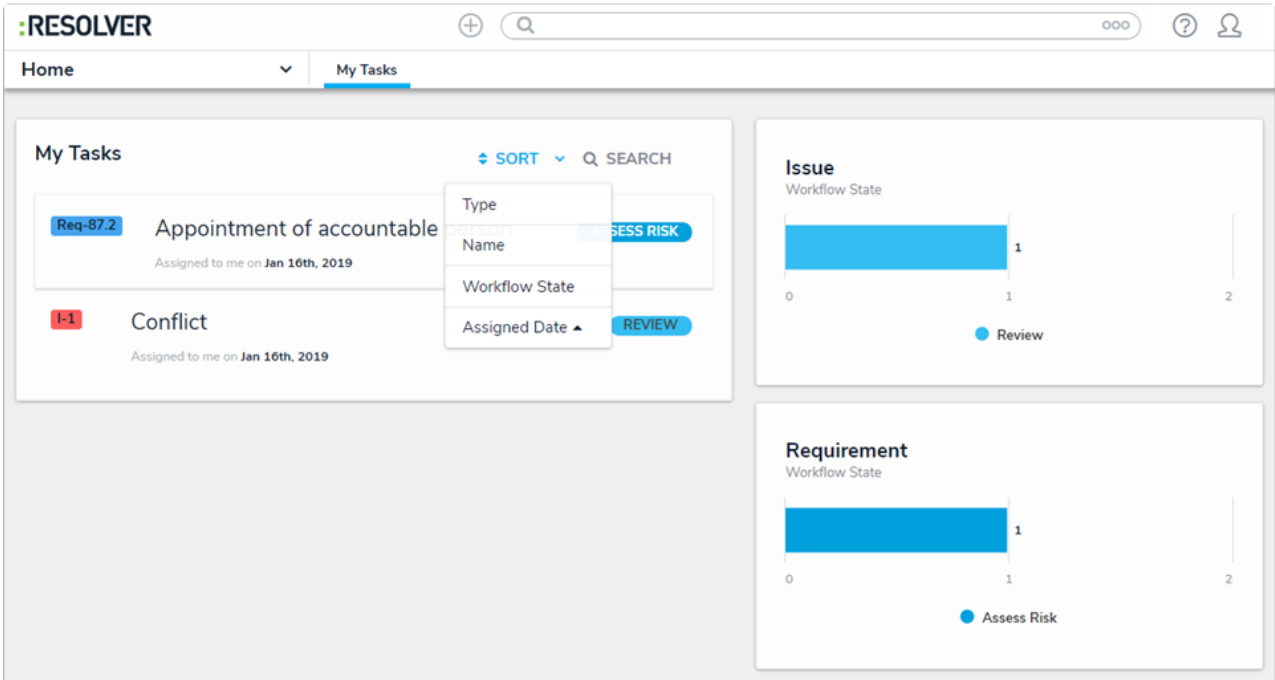 :RESOLVER
Home
My Tasks
My Tasks
SORT
SEARCH
Type
Name
Workflow State
Assigned Date
Req-87.2
Appointment of accountable person
ASSESS RISK
Assigned to me on Jan 16th, 2019
I-1
Conflict
REVIEW
Assigned to me on Jan 16th, 2019
Issue
Workflow State
1
0 1 2
Review
Requirement
Workflow State
1
0 1 2
Assess Risk